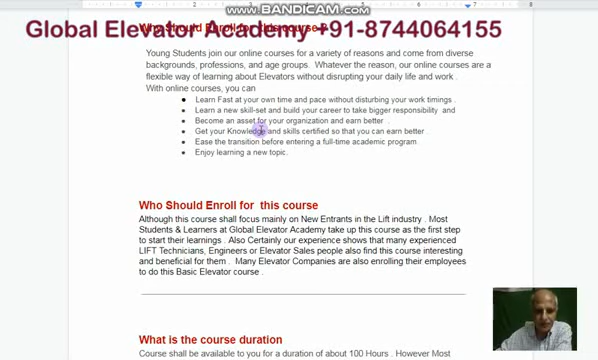 www.BANDICAM.com
Why Should Enroll for this course ?
Global Elevator Academy +91-8744064155
Young Students join our online courses for a variety of reasons and come from diverse
backgrounds, professions, and age groups. Whatever the reason, our online courses are a
flexible way of learning about Elevators without disrupting your daily life and work .
With online courses, you can
Learn Fast at your own time and pace without disturbing your work timings .
Learn a new skill-set and build your career to take bigger responsibility and
Become an asset for your organization and earn better .
Get your Knowledge and skills certified so that you can earn better
Ease the transition before entering a full-time academic program
Enjoy learning a new topic.
Who Should Enroll for this course
Although this course shall focus mainly on New Entrants in the Lift industry . Most
Students & Learners at Global Elevator Academy take up this course as the first step
to start their learnings . Also Certainly our experience shows that many experienced
LIFT Technicians, Engineers or Elevator Sales people also find this course interesting
and beneficial for them . Many Elevator Companies are also enrolling their employees
to do this Basic Elevator course .
What is the course duration
Course shall be available to you for a duration of about 100 Hours . However Most